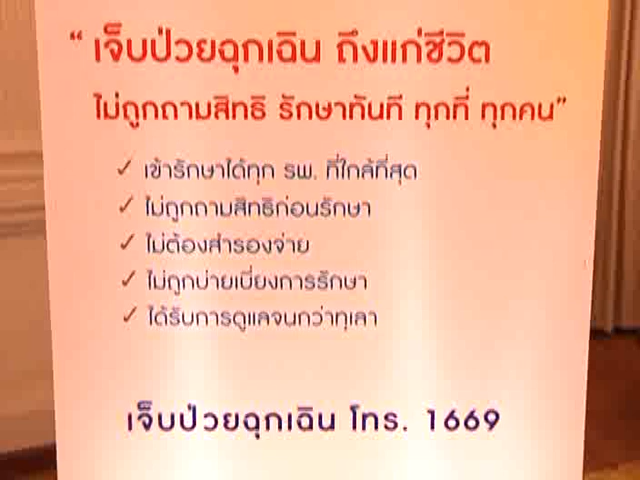 “ เจ็บป่วยฉุกเฉิน ถึงแก่ชีวิต
ไม่ถูกถามสิทธิ รักษาทันที ทุกที่ ทุกคน”
✓ เข้ารักษาได้ทุก รพ. ที่ใกล้ที่สุด
✓ ไม่ถูกถามสิทธิก่อนรักษา
✓ ไม่ต้องสำรองจ่าย
✓ ไม่ถูกบ่ายเบี่ยงการรักษา
✓ ได้รับการดูแลจนกว่าทุเลา
เจ็บป่วยฉุกเฉิน โทร. 1669